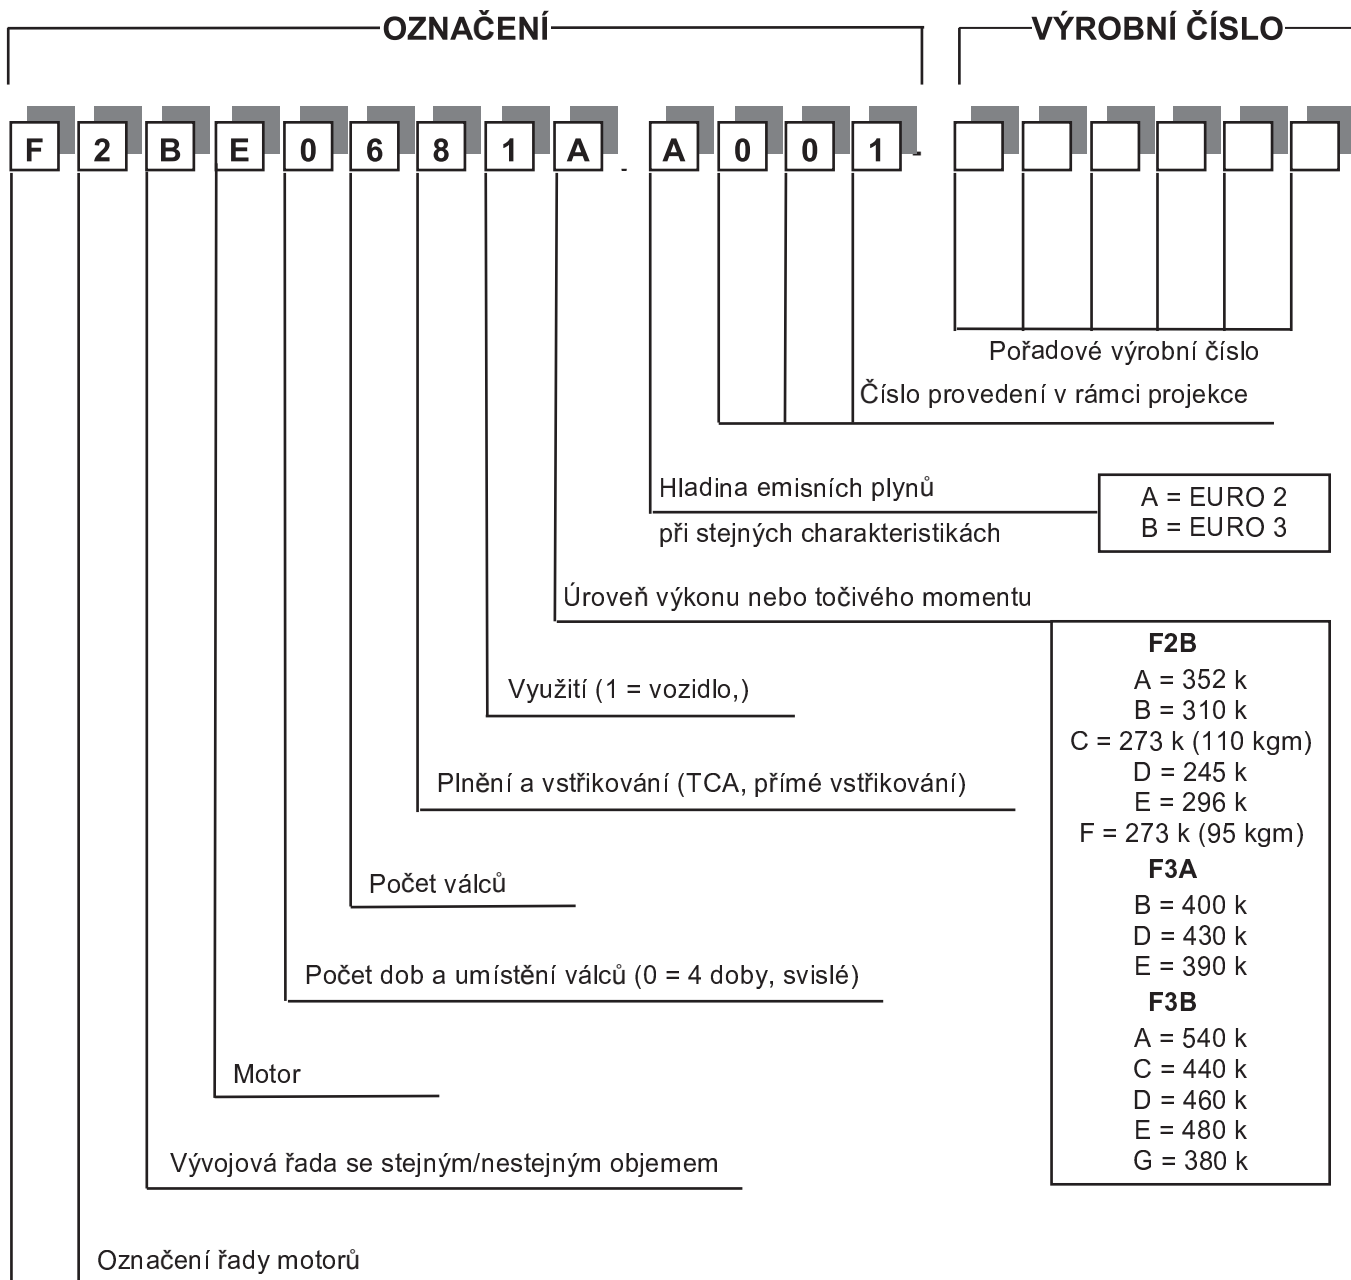 OZNAČENÍ VÝROBNÍ ČÍSLO
F 2 B E 0 6 8 1 A - A 0 0 1 -
Pořadové výrobní číslo
Číslo provedení v rámci projekce
Hladina emisních plynů
při stejných charakteristikách
A = EURO 2
B = EURO 3
Úroveň výkonu nebo točivého momentu
F2B
A = 352 k
B = 310 k
C = 273 k (110 kgm)
D = 245 k
E = 296 k
F = 273 k (95 kgm)
F3A
B = 400 k
D = 430 k
E = 390 k
F3B
A = 540 k
C = 440 k
D = 460 k
E = 480 k
G = 380 k
Využití (1 = vozidlo,)
Plnění a vstřikování (TCA, přímé vstřikování)
Počet válců
Počet dob a umístění válců (0 = 4 doby, svislé)
Motor
Vývojová řada se stejným/nestejným objemem
Označení řady motorů